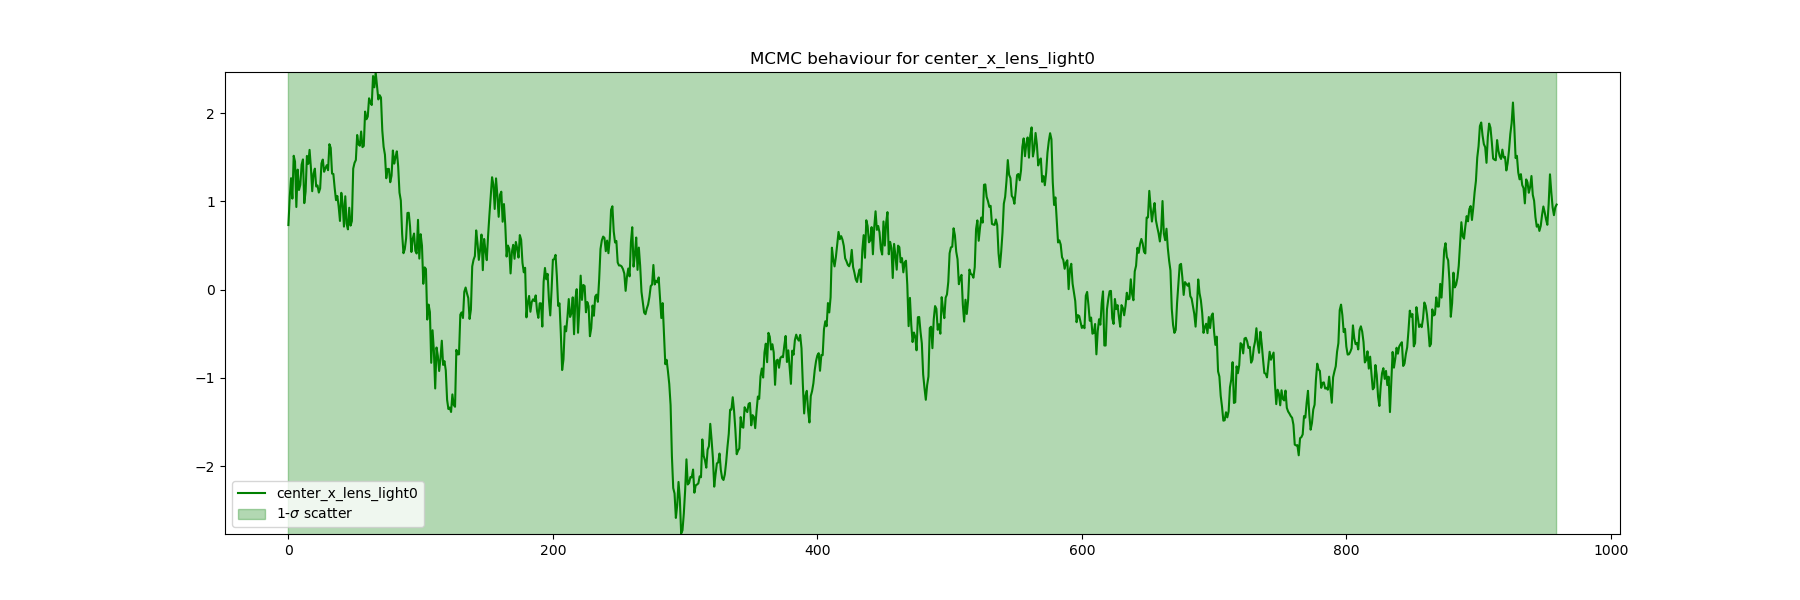 MCMC behaviour for center_x_lens_light0
2
1
0
−1
−2
center_x_lens_light0
1-σ scatter
0 200 400 600 800 1000